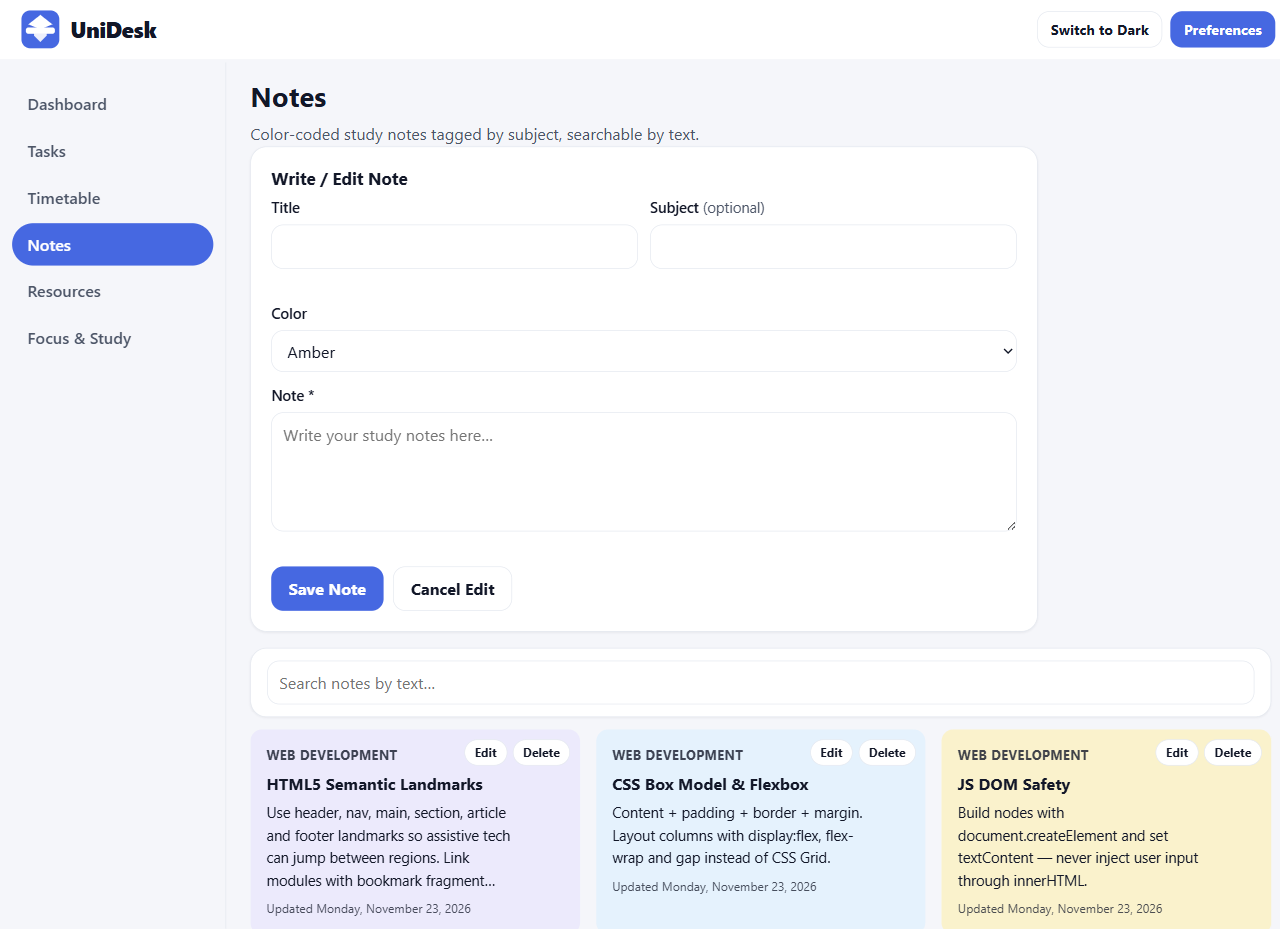 UniDesk
Switch to Dark
Preferences
Dashboard
Tasks
Timetable
Notes
Resources
Focus & Study
Notes
Color-coded study notes tagged by subject, searchable by text.
Write / Edit Note
Title
Subject (optional)
Color
Amber
Note *
Write your study notes here...
Save Note
Cancel Edit
Search notes by text...
WEB DEVELOPMENT
Edit
Delete
HTML5 Semantic Landmarks
Use header, nav, main, section, article
and footer landmarks so assistive tech
can jump between regions. Link
modules with bookmark fragment...
Updated Monday, November 23, 2026
WEB DEVELOPMENT
Edit
Delete
CSS Box Model & Flexbox
Content + padding + border + margin.
Layout columns with display:flex, flex-
wrap and gap instead of CSS Grid.
Updated Monday, November 23, 2026
WEB DEVELOPMENT
Edit
Delete
JS DOM Safety
Build nodes with
document.createElement and set
textContent — never inject user input
through innerHTML.
Updated Monday, November 23, 2026